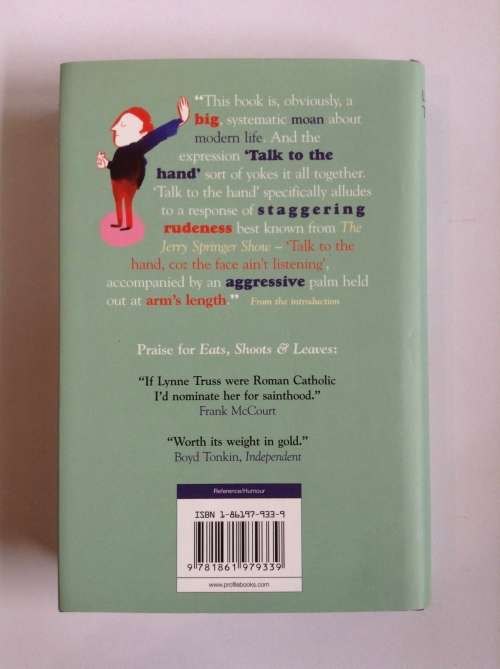 “This book is, obviously, a
big, systematic moan about
modern life. And the
expression ‘Talk to the
hand’ sort of yokes it all together.
‘Talk to the hand’ specifically alludes
to a response of staggering
rudeness best known from The
Jerry Springer Show – ‘Talk to the
hand, coz the face ain't listening’,
accompanied by an aggressive palm held
out at arm's length.” From the introduction
Praise for Eats, Shoots & Leaves:
“If Lynne Truss were Roman Catholic
I'd nominate her for sainthood.”
Frank McCourt
“Worth its weight in gold.”
Boyd Tonkin, Independent
Reference/Humour
ISBN 1-86197-933-9
9 781861 979339
www.profilebooks.com